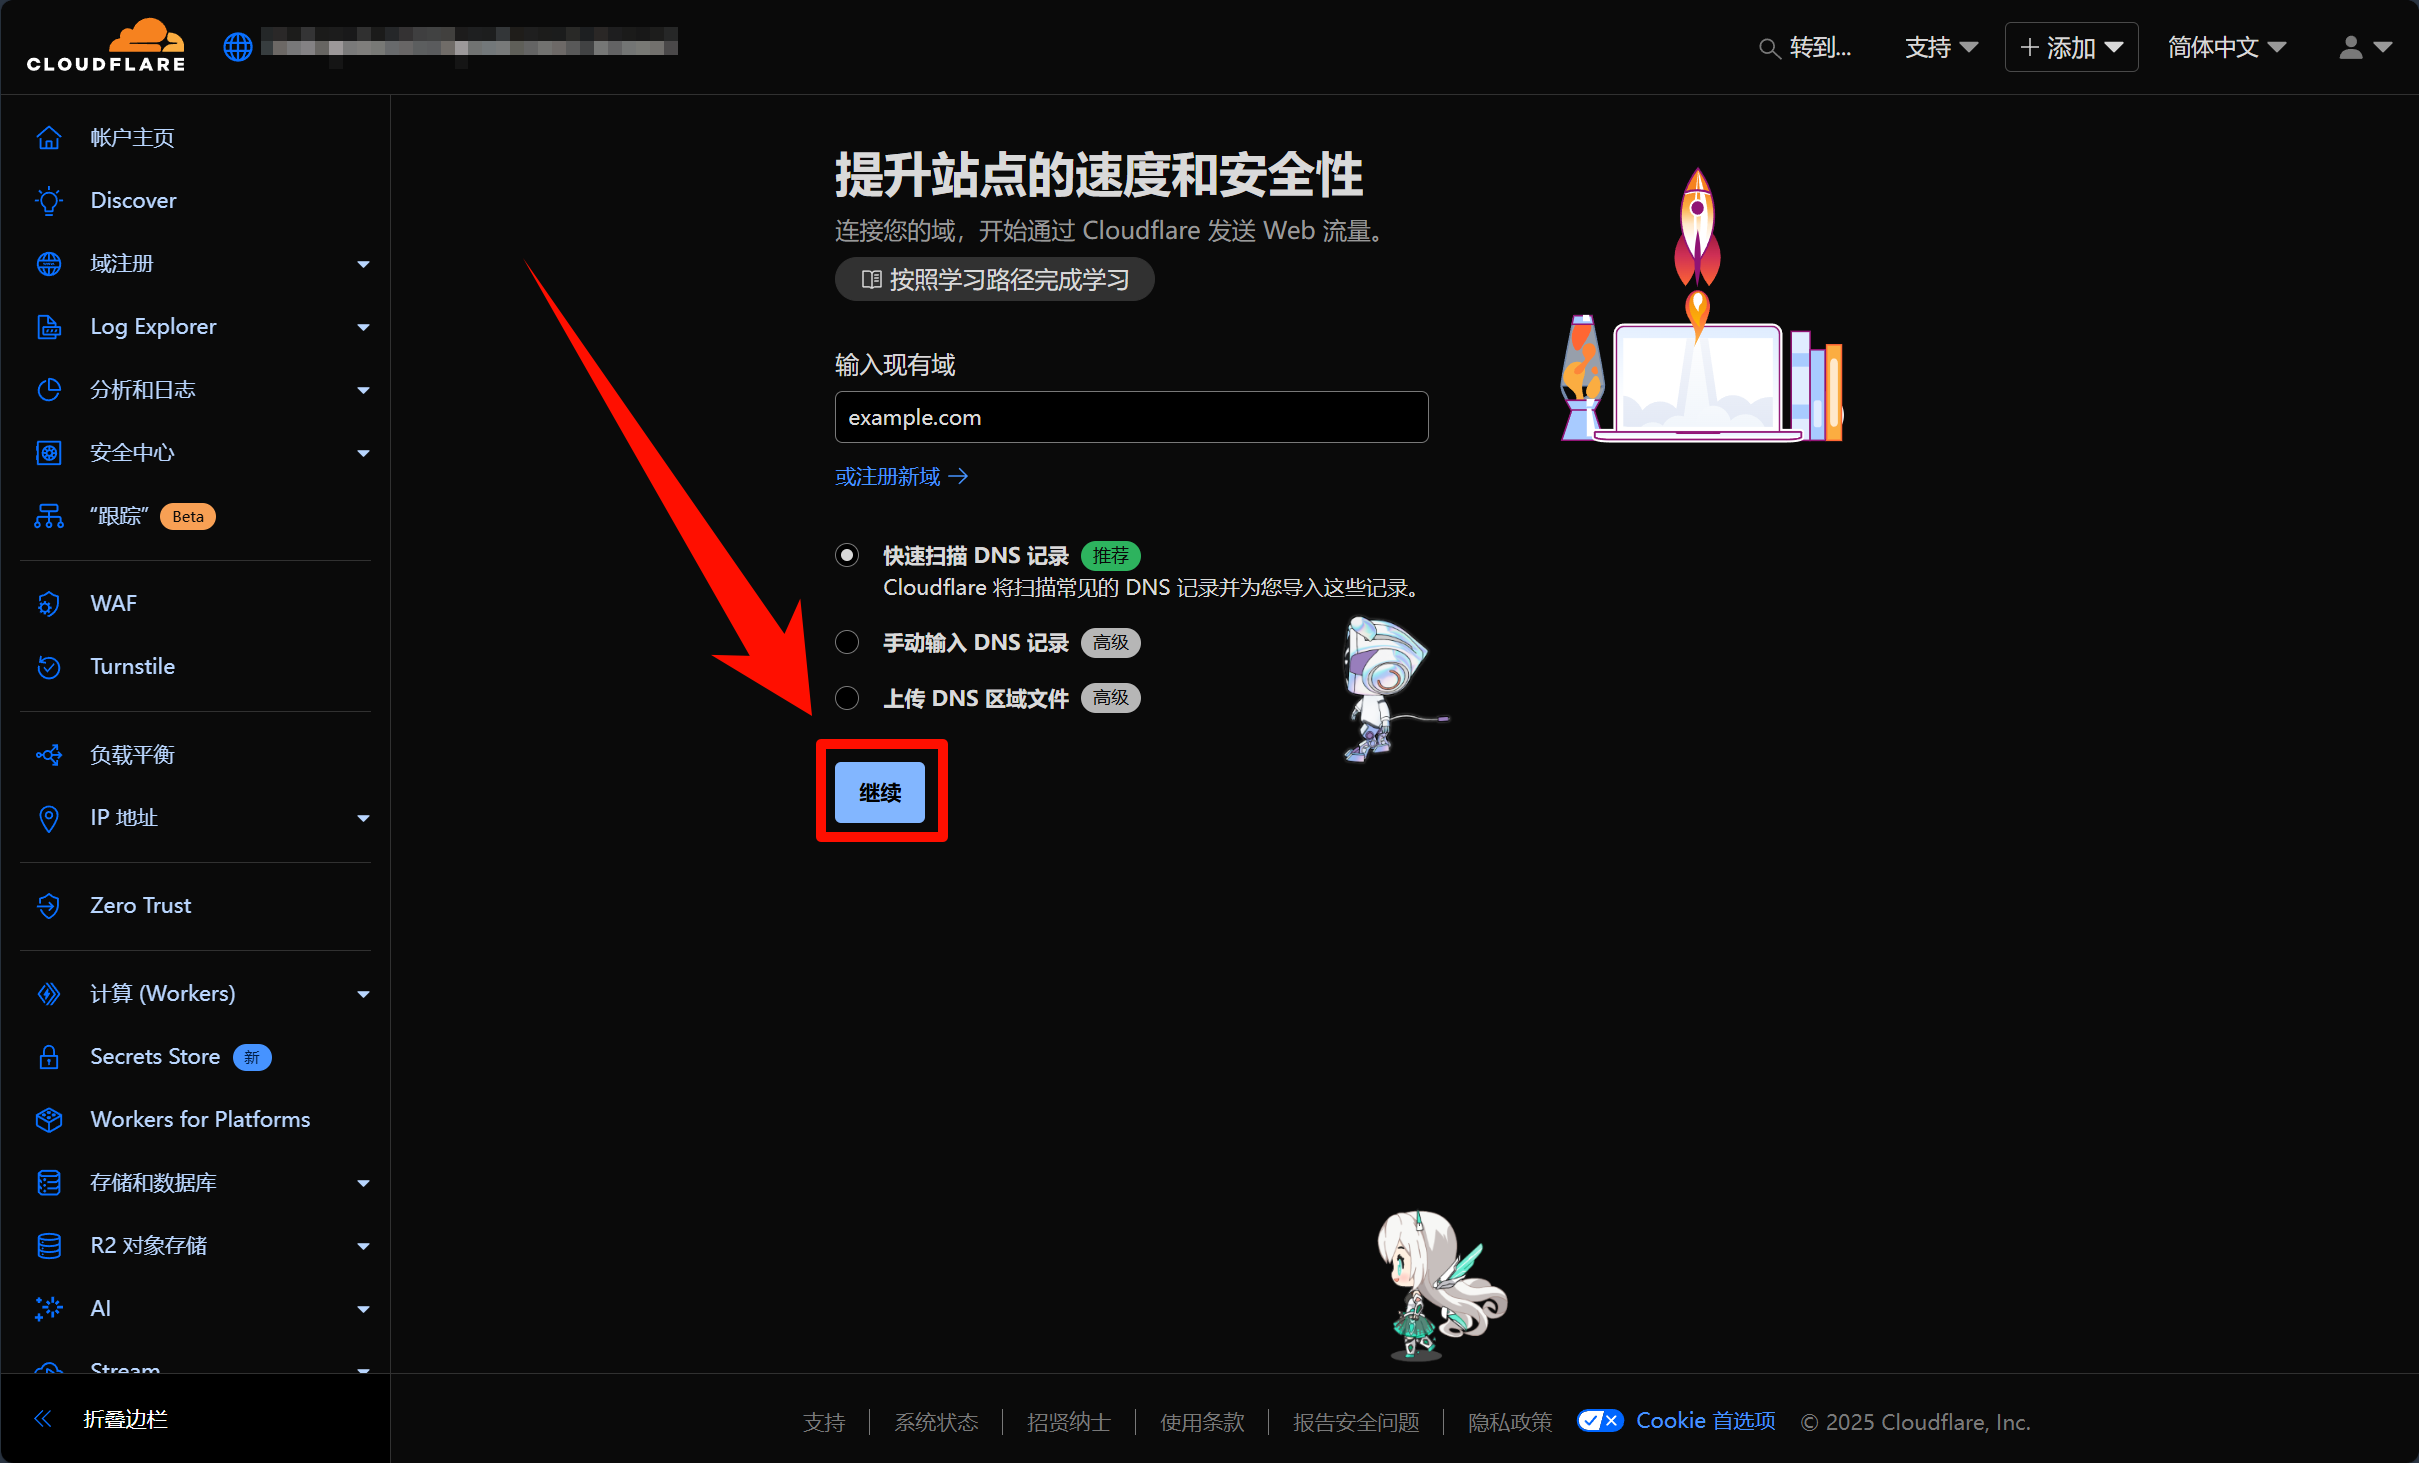 CLOUDFLARE
转到...
支持
添加
简体中文
帐户主页
Discover
域注册
Log Explorer
分析和日志
安全中心
“跟踪” Beta
WAF
Turnstile
负载平衡
IP 地址
Zero Trust
计算 (Workers)
Secrets Store 新
Workers for Platforms
存储和数据库
R2 对象存储
AI
Stream
折叠边栏
提升站点的速度和安全性
连接您的域，开始通过 Cloudflare 发送 Web 流量。
按照学习路径完成学习
输入现有域
example.com
或注册新域
快速扫描 DNS 记录 推荐
Cloudflare 将扫描常见的 DNS 记录并为您导入这些记录。
手动输入 DNS 记录 高级
上传 DNS 区域文件 高级
继续
支持
系统状态
招贤纳士
使用条款
报告安全问题
隐私政策
Cookie 首选项
© 2025 Cloudflare, Inc.